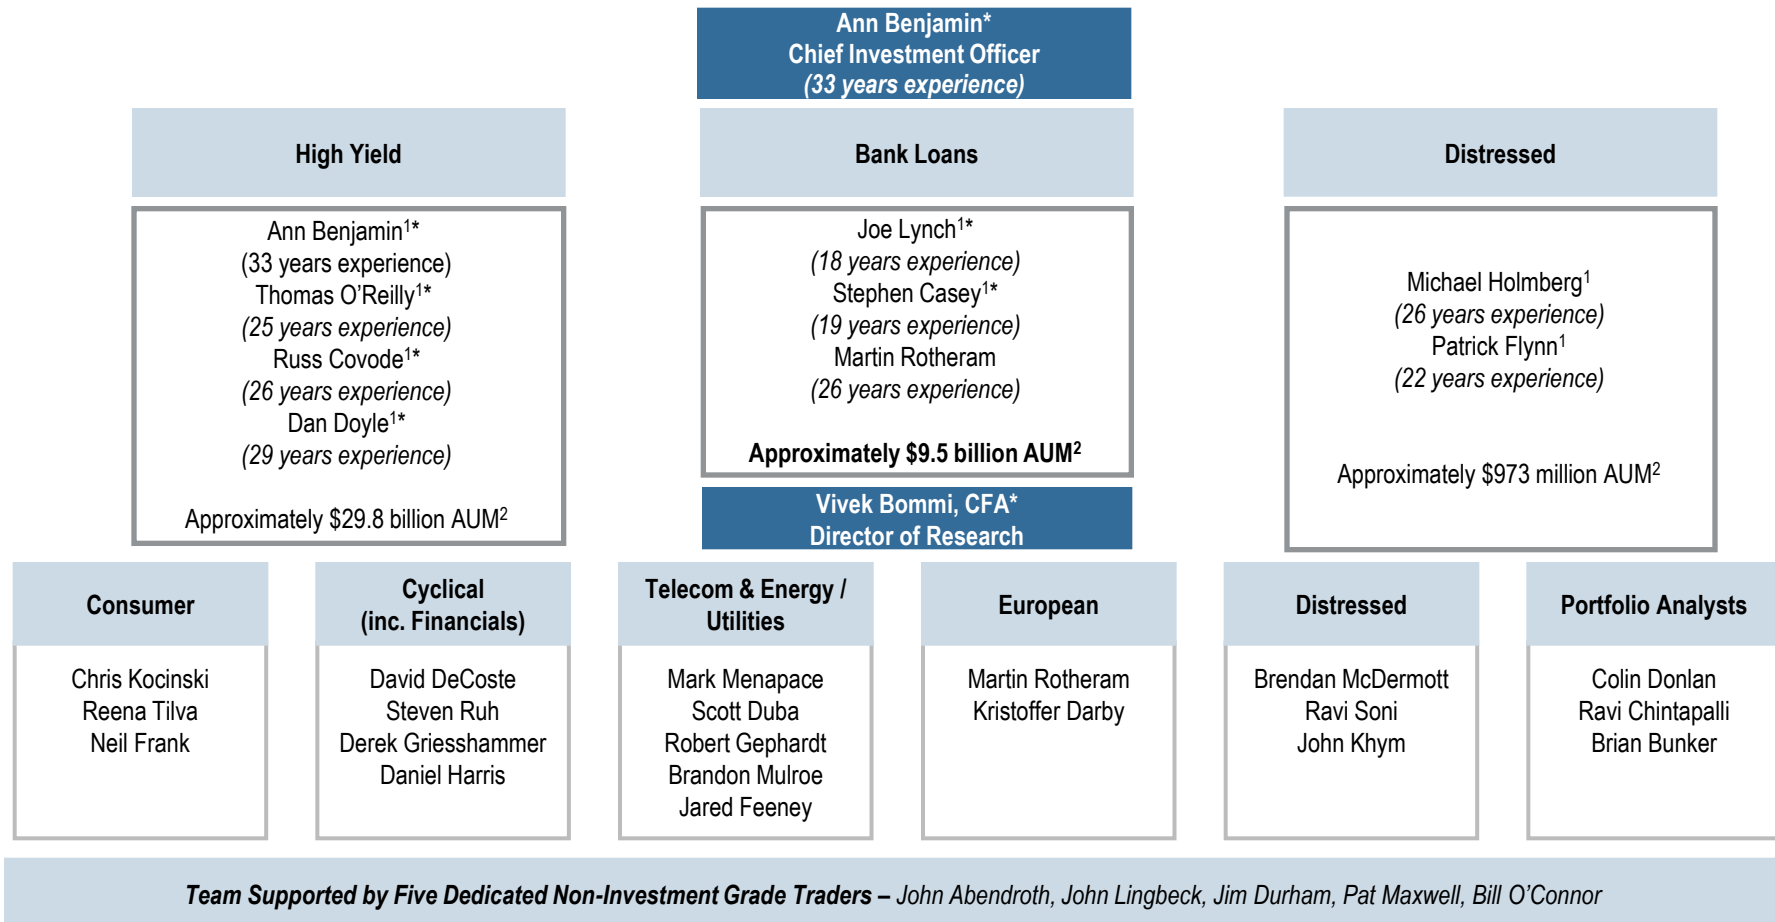 Ann Benjamin*
Chief Investment Officer
(33 years experience)
High Yield
Ann Benjamin1*
(33 years experience)
Thomas O’Reilly1*
(25 years experience)
Russ Covode1*
(26 years experience)
Dan Doyle1*
(29 years experience)
Approximately $29.8 billion AUM2
Bank Loans
Joe Lynch1*
(18 years experience)
Stephen Casey1*
(19 years experience)
Martin Rotheram
(26 years experience)
Approximately $9.5 billion AUM2
Distressed
Michael Holmberg1
(26 years experience)
Patrick Flynn1
(22 years experience)
Approximately $973 million AUM2
Vivek Bommi, CFA*
Director of Research
Consumer
Chris Kocinski
Reena Tilva
Neil Frank
Cyclical
(inc. Financials)
David DeCoste
Steven Ruh
Derek Griesshammer
Daniel Harris
Telecom & Energy /
Utilities
Mark Menapace
Scott Duba
Robert Gephardt
Brandon Mulroe
Jared Feeney
European
Martin Rotheram
Kristoffer Darby
Distressed
Brendan McDermott
Ravi Soni
John Khym
Portfolio Analysts
Colin Donlan
Ravi Chintapalli
Brian Bunker
Team Supported by Five Dedicated Non-Investment Grade Traders – John Abendroth, John Lingbeck, Jim Durham, Pat Maxwell, Bill O’Connor